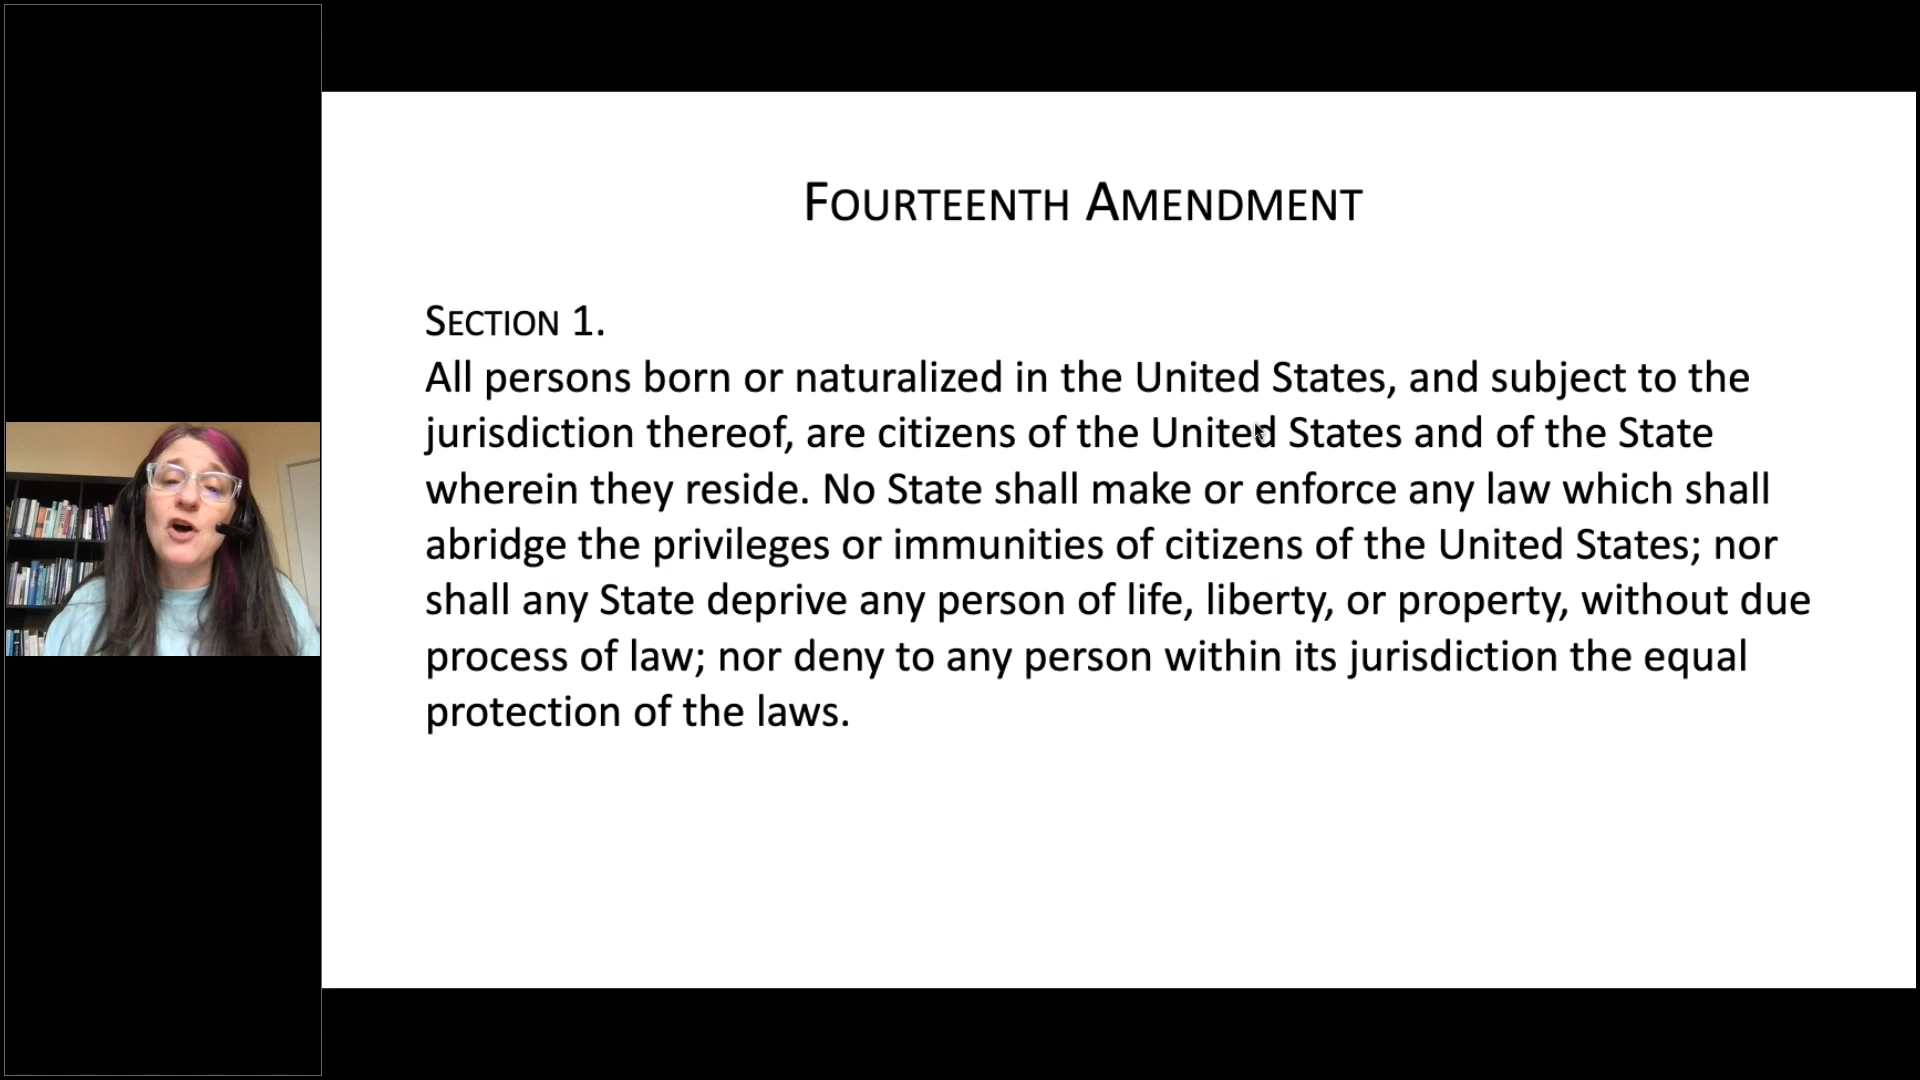 FOURTEENTH AMENDMENT
SECTION 1.
All persons born or naturalized in the United States, and subject to the
jurisdiction thereof, are citizens of the United States and of the State
wherein they reside. No State shall make or enforce any law which shall
abridge the privileges or immunities of citizens of the United States; nor
shall any State deprive any person of life, liberty, or property, without due
process of law; nor deny to any person within its jurisdiction the equal
protection of the laws.